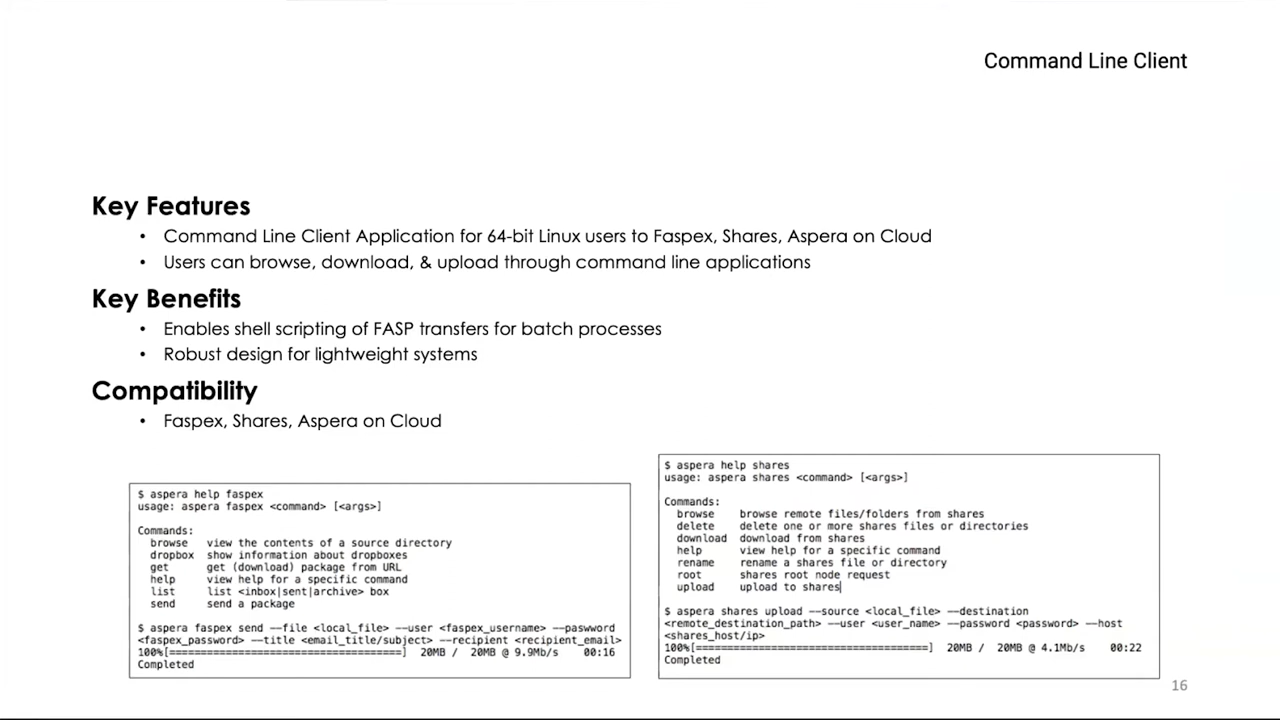 Command Line Client
Key Features
• Command Line Client Application for 64-bit Linux users to Faspex, Shares, Aspera on Cloud
• Users can browse, download, & upload through command line applications
Key Benefits
• Enables shell scripting of FASP transfers for batch processes
• Robust design for lightweight systems
Compatibility
• Faspex, Shares, Aspera on Cloud
$ aspera help faspex
usage: aspera faspex <command> [<args>]
Commands:
browse view the contents of a source directory
dropbox show information about dropboxes
get get (download) package from URL
help view help for a specific command
list list <inbox|sent|archive> box
send send a package
$ aspera faspex send --file <local_file> --user <faspex_username> --paswword
<faspex_password> --title <email_title/subject> --recipient <recipient_email>
100%[=====================================] 20MB / 20MB @ 9.9Mb/s 00:16
Completed
$ aspera help shares
usage: aspera shares <command> [<args>]
Commands:
browse browse remote files/folders from shares
delete delete one or more shares files or directories
download download from shares
help view help for a specific command
rename rename a shares file or directory
root shares root node request
upload upload to shares
$ aspera shares upload --source <local_file> --destination
<remote_destination_path> --user <user_name> --password <password> --host
<shares_host/ip>
100%[=====================================] 20MB / 20MB @ 4.1Mb/s 00:22
Completed
16